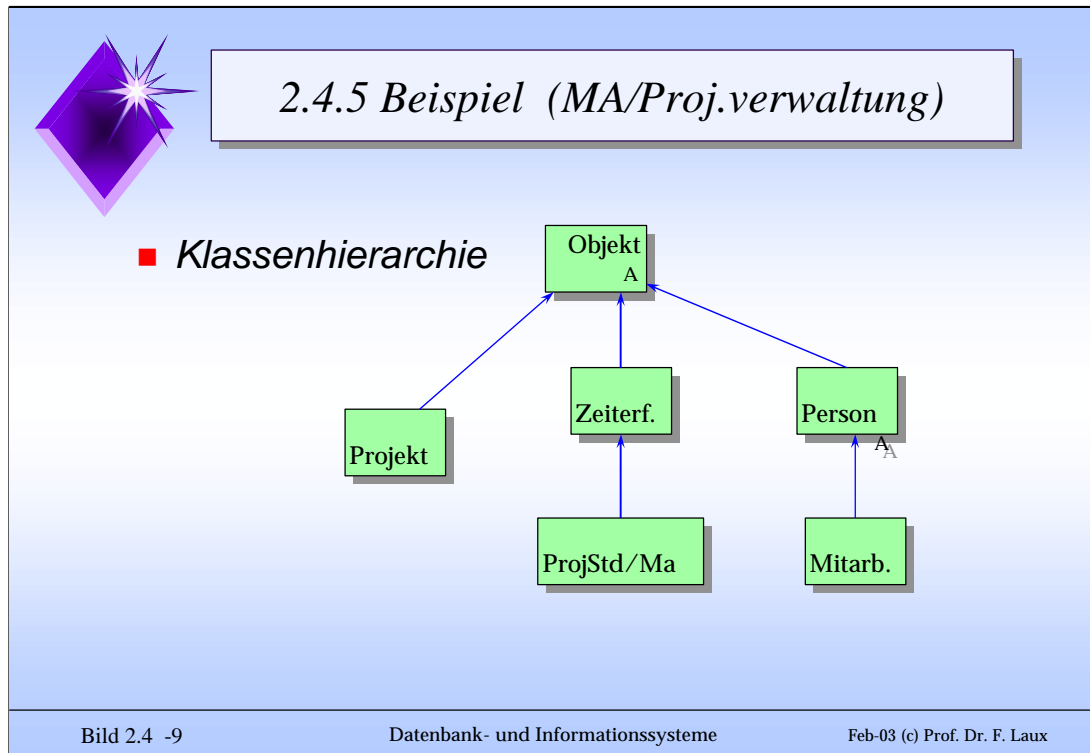 2.4.5 Beispiel (MA/Proj.verwaltung)
Klassenhierarchie
Objekt
A
Projekt
Zeiterf.
Person
A
ProjStd/Ma
Mitarb.
Bild 2.4 -9
Datenbank- und Informationssysteme
Feb-03 (c) Prof. Dr. F. Laux